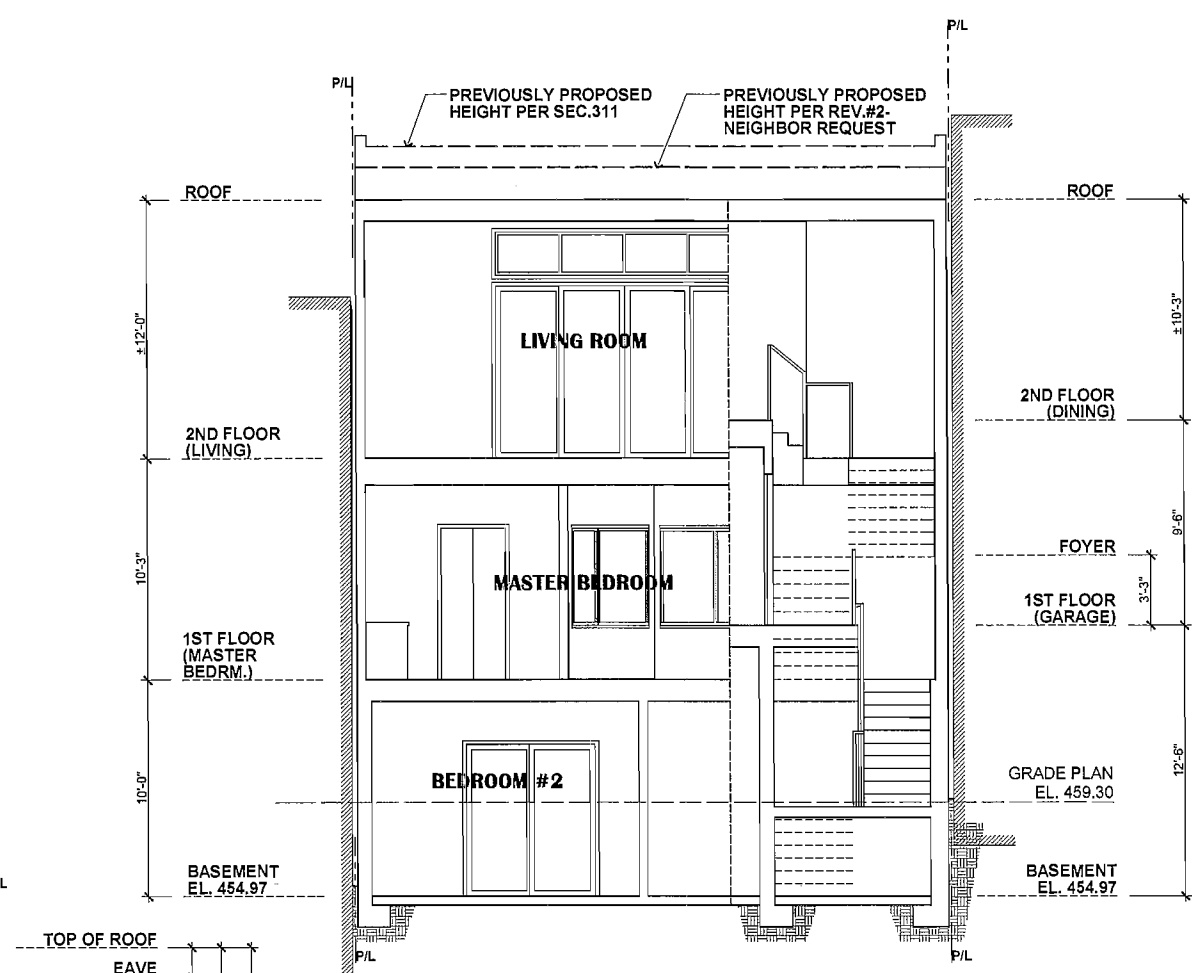 P/L
P/L
PREVIOUSLY PROPOSED
HEIGHT PER SEC.311
PREVIOUSLY PROPOSED
HEIGHT PER REV.#2-
NEIGHBOR REQUEST
ROOF
ROOF
±12'-0"
±10'-3"
LIVING ROOM
2ND FLOOR
(DINING)
2ND FLOOR
(LIVING)
9'-6"
FOYER
10'-3"
MASTER BEDROOM
3'-3"
1ST FLOOR
(GARAGE)
1ST FLOOR
(MASTER
BEDRM.)
10'-0"
BEDROOM #2
12'-6"
GRADE PLAN
EL. 459.30
BASEMENT
EL. 454.97
BASEMENT
EL. 454.97
L
TOP OF ROOF
P/L
P/L
EAVE